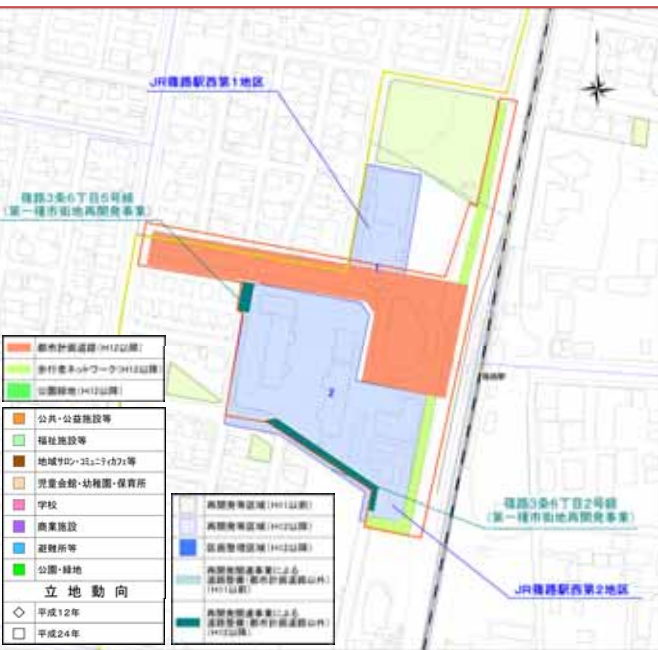 JR篠路駅西第1地区
篠路3条6丁目5号線
(第一種市街地再開発事業)
1
2
篠路駅
都市計画道路(H12以降)
歩行者ネットワーク(H12以降)
公園緑地(H12以降)
公共・公益施設等
福祉施設等
地域サロン・コミュニティカフェ等
児童会館・幼稚園・保育所
学校
商業施設
避難所等
公園・緑地
立地動向
平成12年
平成24年
再開発等区域(H11以前)
再開発等区域(H12以降)
区画整理区域(H12以降)
再開発関連事業による
道路整備(都市計画道路以外)
(H11以前)
再開発関連事業による
道路整備(都市計画道路以外)
(H12以降)
篠路3条6丁目2号線
(第一種市街地再開発事業)
JR篠路駅西第2地区